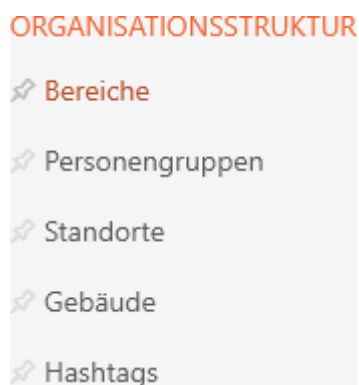 ORGANISATIONSSTRUKTUR
Bereiche
Personengruppen
Standorte
Gebäude
Hashtags